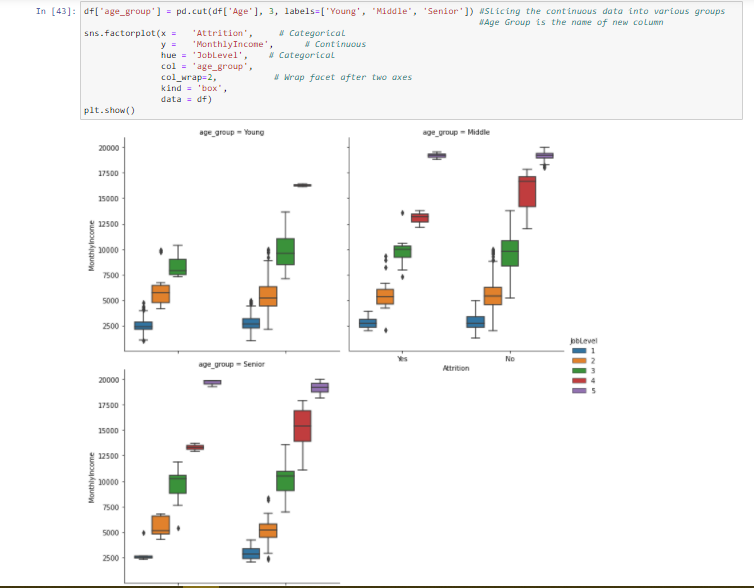 In [43]: df['age_group'] = pd.cut(df['Age'], 3, labels=['Young', 'Middle', 'Senior']) #SLicing the continuous data into various groups
#Age Group is the name of new column
sns.factorplot(x = 'Attrition', # Categorical
y = 'MonthlyIncome', # Continuous
hue = 'JobLevel', # Categorical
col = 'age_group',
col_wrap=2, # Wrap facet after two axes
kind = 'box',
data = df)
plt.show()
age_group = Young
age_group = Middle
20000
17500
15000
12500
10000
7500
5000
2500
MonthlyIncome
Yes
No
Attrition
JobLevel
1
2
3
4
5
age_group = Senior
20000
17500
15000
12500
10000
7500
5000
2500
MonthlyIncome